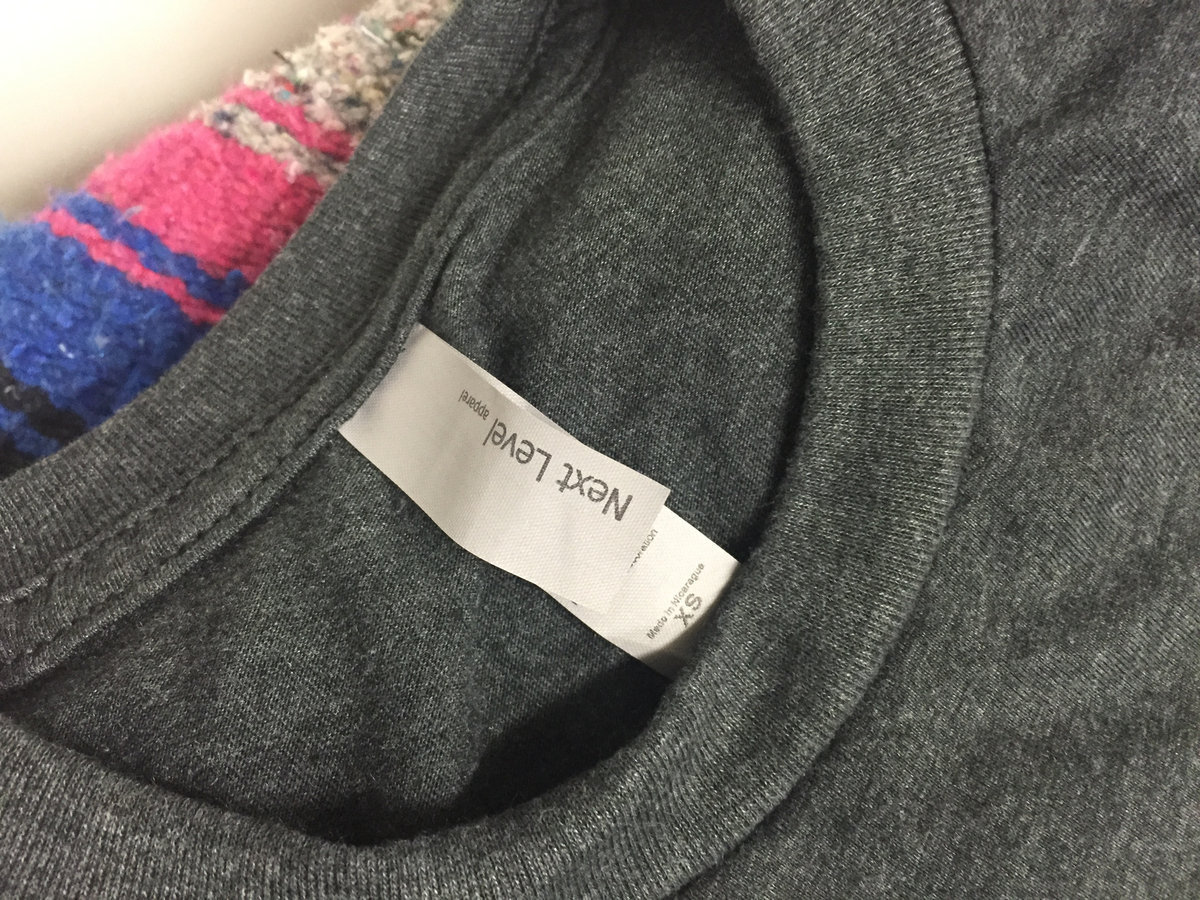 Next Level
apparel
Made in Nicaragua
XS